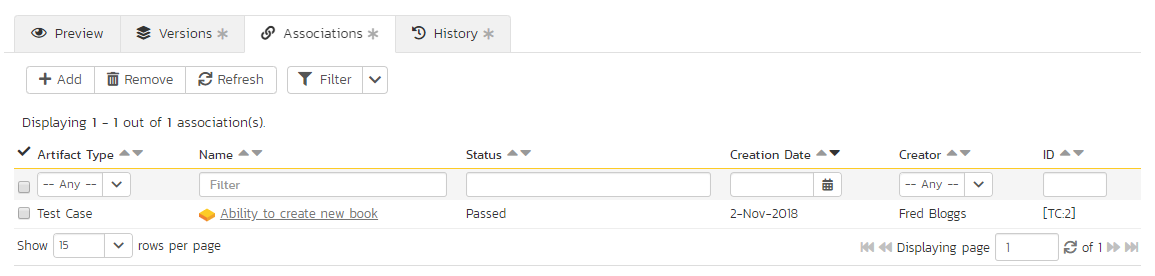 Preview Versions Associations History
Add Remove Refresh Filter
Displaying 1 - 1 out of 1 association(s).
Artifact Type Name Status Creation Date Creator ID
-- Any -- Filter -- Any --
Test Case Ability to create new book Passed 2-Nov-2018 Fred Bloggs [TC:2]
Show 15 rows per page Displaying page 1 of 1